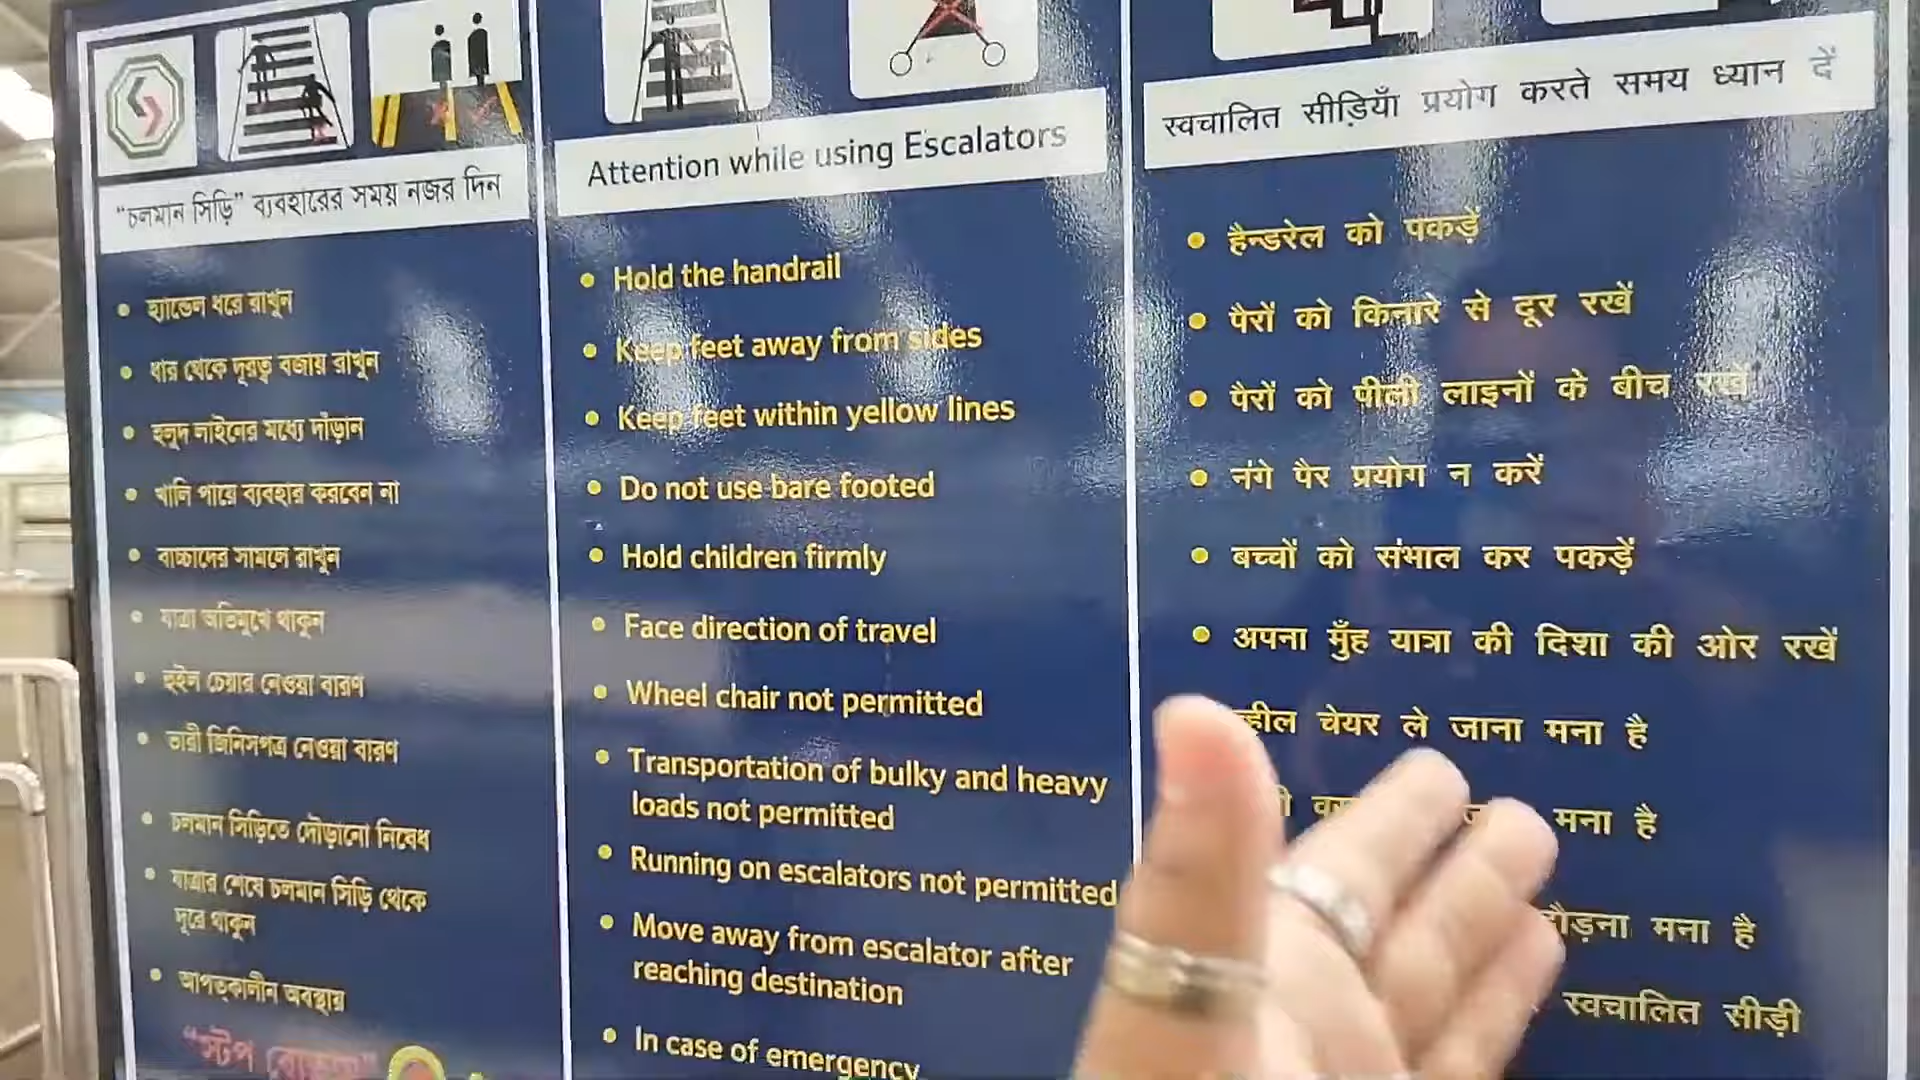 “চলমান সিড়ি” ব্যবহারের সময় নজর দিন
হ্যান্ডেল ধরে রাখুন
ধার থেকে দূরত্ব বজায় রাখুন
হলুদ লাইনের মধ্যে দাঁড়ান
খালি পায়ে ব্যবহার করবেন না
বাচ্চাদের সামলে রাখুন
যাত্রা অভিমুখে থাকুন
হুইল চেয়ার নেওয়া বারণ
ভারী জিনিসপত্র নেওয়া বারণ
চলমান সিড়িতে দৌড়ানো নিষেধ
যাত্রার শেষে চলমান সিড়ি থেকে
দূরে থাকুন
আপত্কালীন অবস্থায়
“স্টপ
Attention while using Escalators
Hold the handrail
Keep feet away from sides
Keep feet within yellow lines
Do not use bare footed
Hold children firmly
Face direction of travel
Wheel chair not permitted
Transportation of bulky and heavy
loads not permitted
Running on escalators not permitted
Move away from escalator after
reaching destination
In case of emergency
स्वचालित सीड़ियाँ प्रयोग करते समय ध्यान दें
हैन्डरेल को पकड़ें
पैरों को किनारे से दूर रखें
पैरों को पीली लाइनों के बीच रखें
नंगे पैर प्रयोग न करें
बच्चों को संभाल कर पकड़ें
अपना मुँह यात्रा की दिशा की ओर रखें
चेयर ले जाना मना है
मना है
मना है
स्वचालित सीड़ी